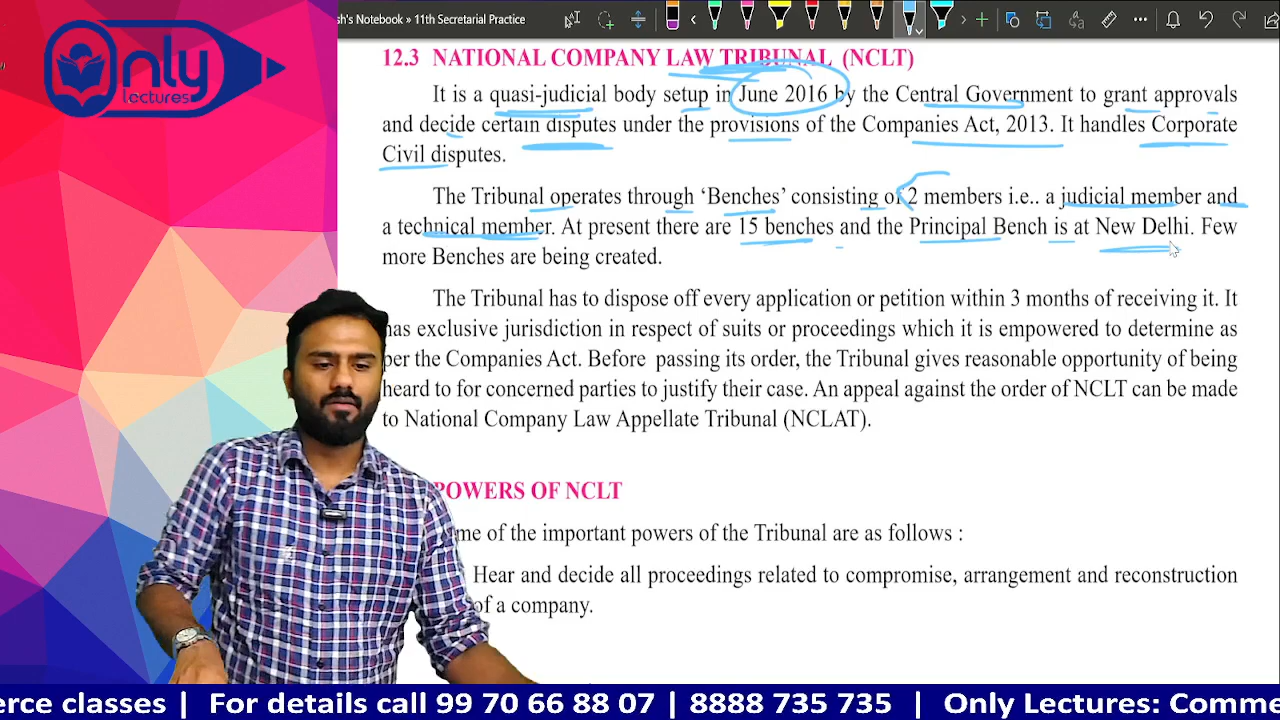 sh's Notebook » 11th Secretarial Practice
Only
lectures
12.3 NATIONAL COMPANY LAW TRIBUNAL (NCLT)
It is a quasi-judicial body setup in June 2016 by the Central Government to grant approvals
and decide certain disputes under the provisions of the Companies Act, 2013. It handles Corporate
Civil disputes.
The Tribunal operates through ‘Benches’ consisting of 2 members i.e.. a judicial member and
a technical member. At present there are 15 benches and the Principal Bench is at New Delhi. Few
more Benches are being created.
The Tribunal has to dispose off every application or petition within 3 months of receiving it. It
has exclusive jurisdiction in respect of suits or proceedings which it is empowered to determine as
per the Companies Act. Before passing its order, the Tribunal gives reasonable opportunity of being
heard to for concerned parties to justify their case. An appeal against the order of NCLT can be made
to National Company Law Appellate Tribunal (NCLAT).
POWERS OF NCLT
me of the important powers of the Tribunal are as follows :
Hear and decide all proceedings related to compromise, arrangement and reconstruction
of a company.
erce classes | For details call 99 70 66 88 07 | 8888 735 735 | Only Lectures: Comme